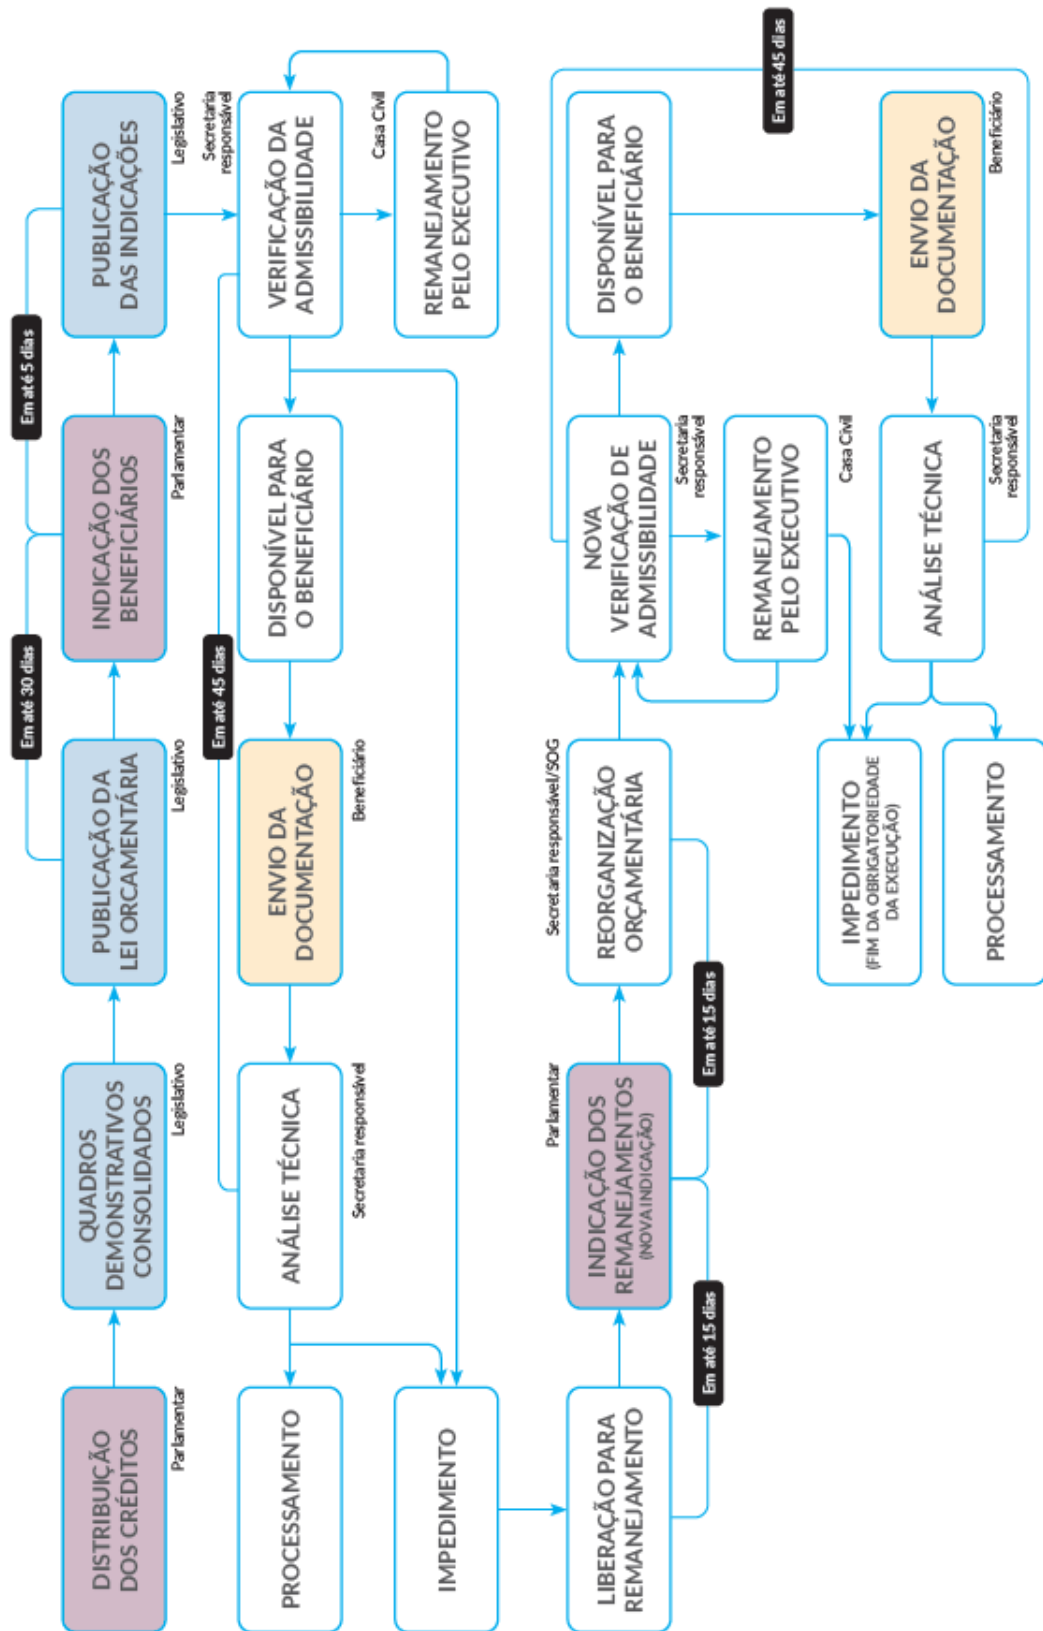 DISTRIBUIÇÃO
DOS CRÉDITOS
Parlamentar
QUADROS
DEMONSTRATIVOS
CONSOLIDADOS
Legislativo
PUBLICAÇÃO DA
LEI ORCAMENTÁRIA
Legislativo
Em até 30 dias
INDICAÇÃO DOS
BENEFICIÁRIOS
Parlamentar
Em até 5 dias
PUBLICAÇÃO
DAS INDICAÇÕES
Legislativo
Secretaria
responsável
VERIFICAÇÃO DA
ADMISSIBILIDADE
Casa Civil
REMANEJAMENTO
PELO EXECUTIVO
DISPONÍVEL PARA
O BENEFICIÁRIO
Em até 45 dias
ENVIO DA
DOCUMENTAÇÃO
Beneficiário
ANÁLISE TÉCNICA
Secretaria responsável
PROCESSAMENTO
IMPEDIMENTO
LIBERAÇÃO PARA
REMANEJAMENTO
Em até 15 dias
Parlamentar
INDICAÇÃO DOS
REMANEJAMENTOS
(NOVA INDICAÇÃO)
Em até 15 dias
Secretaria responsável/SOG
REORGANIZAÇÃO
ORÇAMENTÁRIA
NOVA
VERIFICAÇÃO DE
ADMISSIBILIDADE
Secretaria
responsável
REMANEJAMENTO
PELO EXECUTIVO
Casa Civil
DISPONÍVEL PARA
O BENEFICIÁRIO
Em até 45 dias
ENVIO DA
DOCUMENTAÇÃO
Beneficiário
ANÁLISE TÉCNICA
Secretaria
responsável
IMPEDIMENTO
(FIM DA OBRIGATORIEDADE
DA EXECUÇÃO)
PROCESSAMENTO